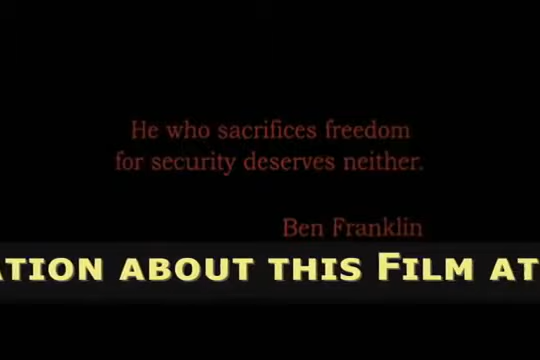 He who sacrifices freedom
for security deserves neither.
Ben Franklin
ATION ABOUT THIS FILM AT